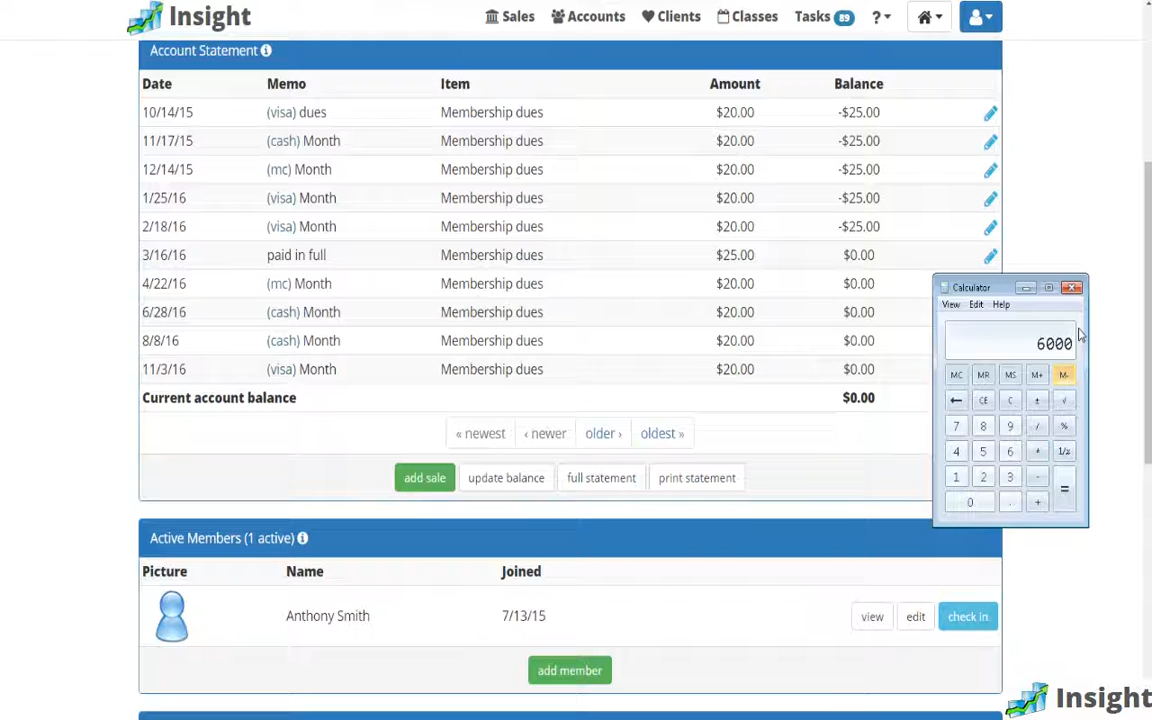 Insight Sales Accounts Clients Classes Tasks 89 ?
Account Statement
Date Memo Item Amount Balance
10/14/15 (visa) dues Membership dues $20.00 -$25.00
11/17/15 (cash) Month Membership dues $20.00 -$25.00
12/14/15 (mc) Month Membership dues $20.00 -$25.00
1/25/16 (visa) Month Membership dues $20.00 -$25.00
2/18/16 (visa) Month Membership dues $20.00 -$25.00
3/16/16 paid in full Membership dues $25.00 $0.00
4/22/16 (mc) Month Membership dues $20.00 $0.00
6/28/16 (cash) Month Membership dues $20.00 $0.00
8/8/16 (cash) Month Membership dues $20.00 $0.00
11/3/16 (visa) Month Membership dues $20.00 $0.00
Current account balance $0.00
« newest ‹ newer older › oldest »
add sale update balance full statement print statement
Calculator
View Edit Help
6000
MC MR MS M+ M-
← CE C ± √
7 8 9 / %
4 5 6 * 1/x
1 2 3 - =
0 . +
Active Members (1 active)
Picture Name Joined
Anthony Smith 7/13/15 view edit check in
add member
Insight